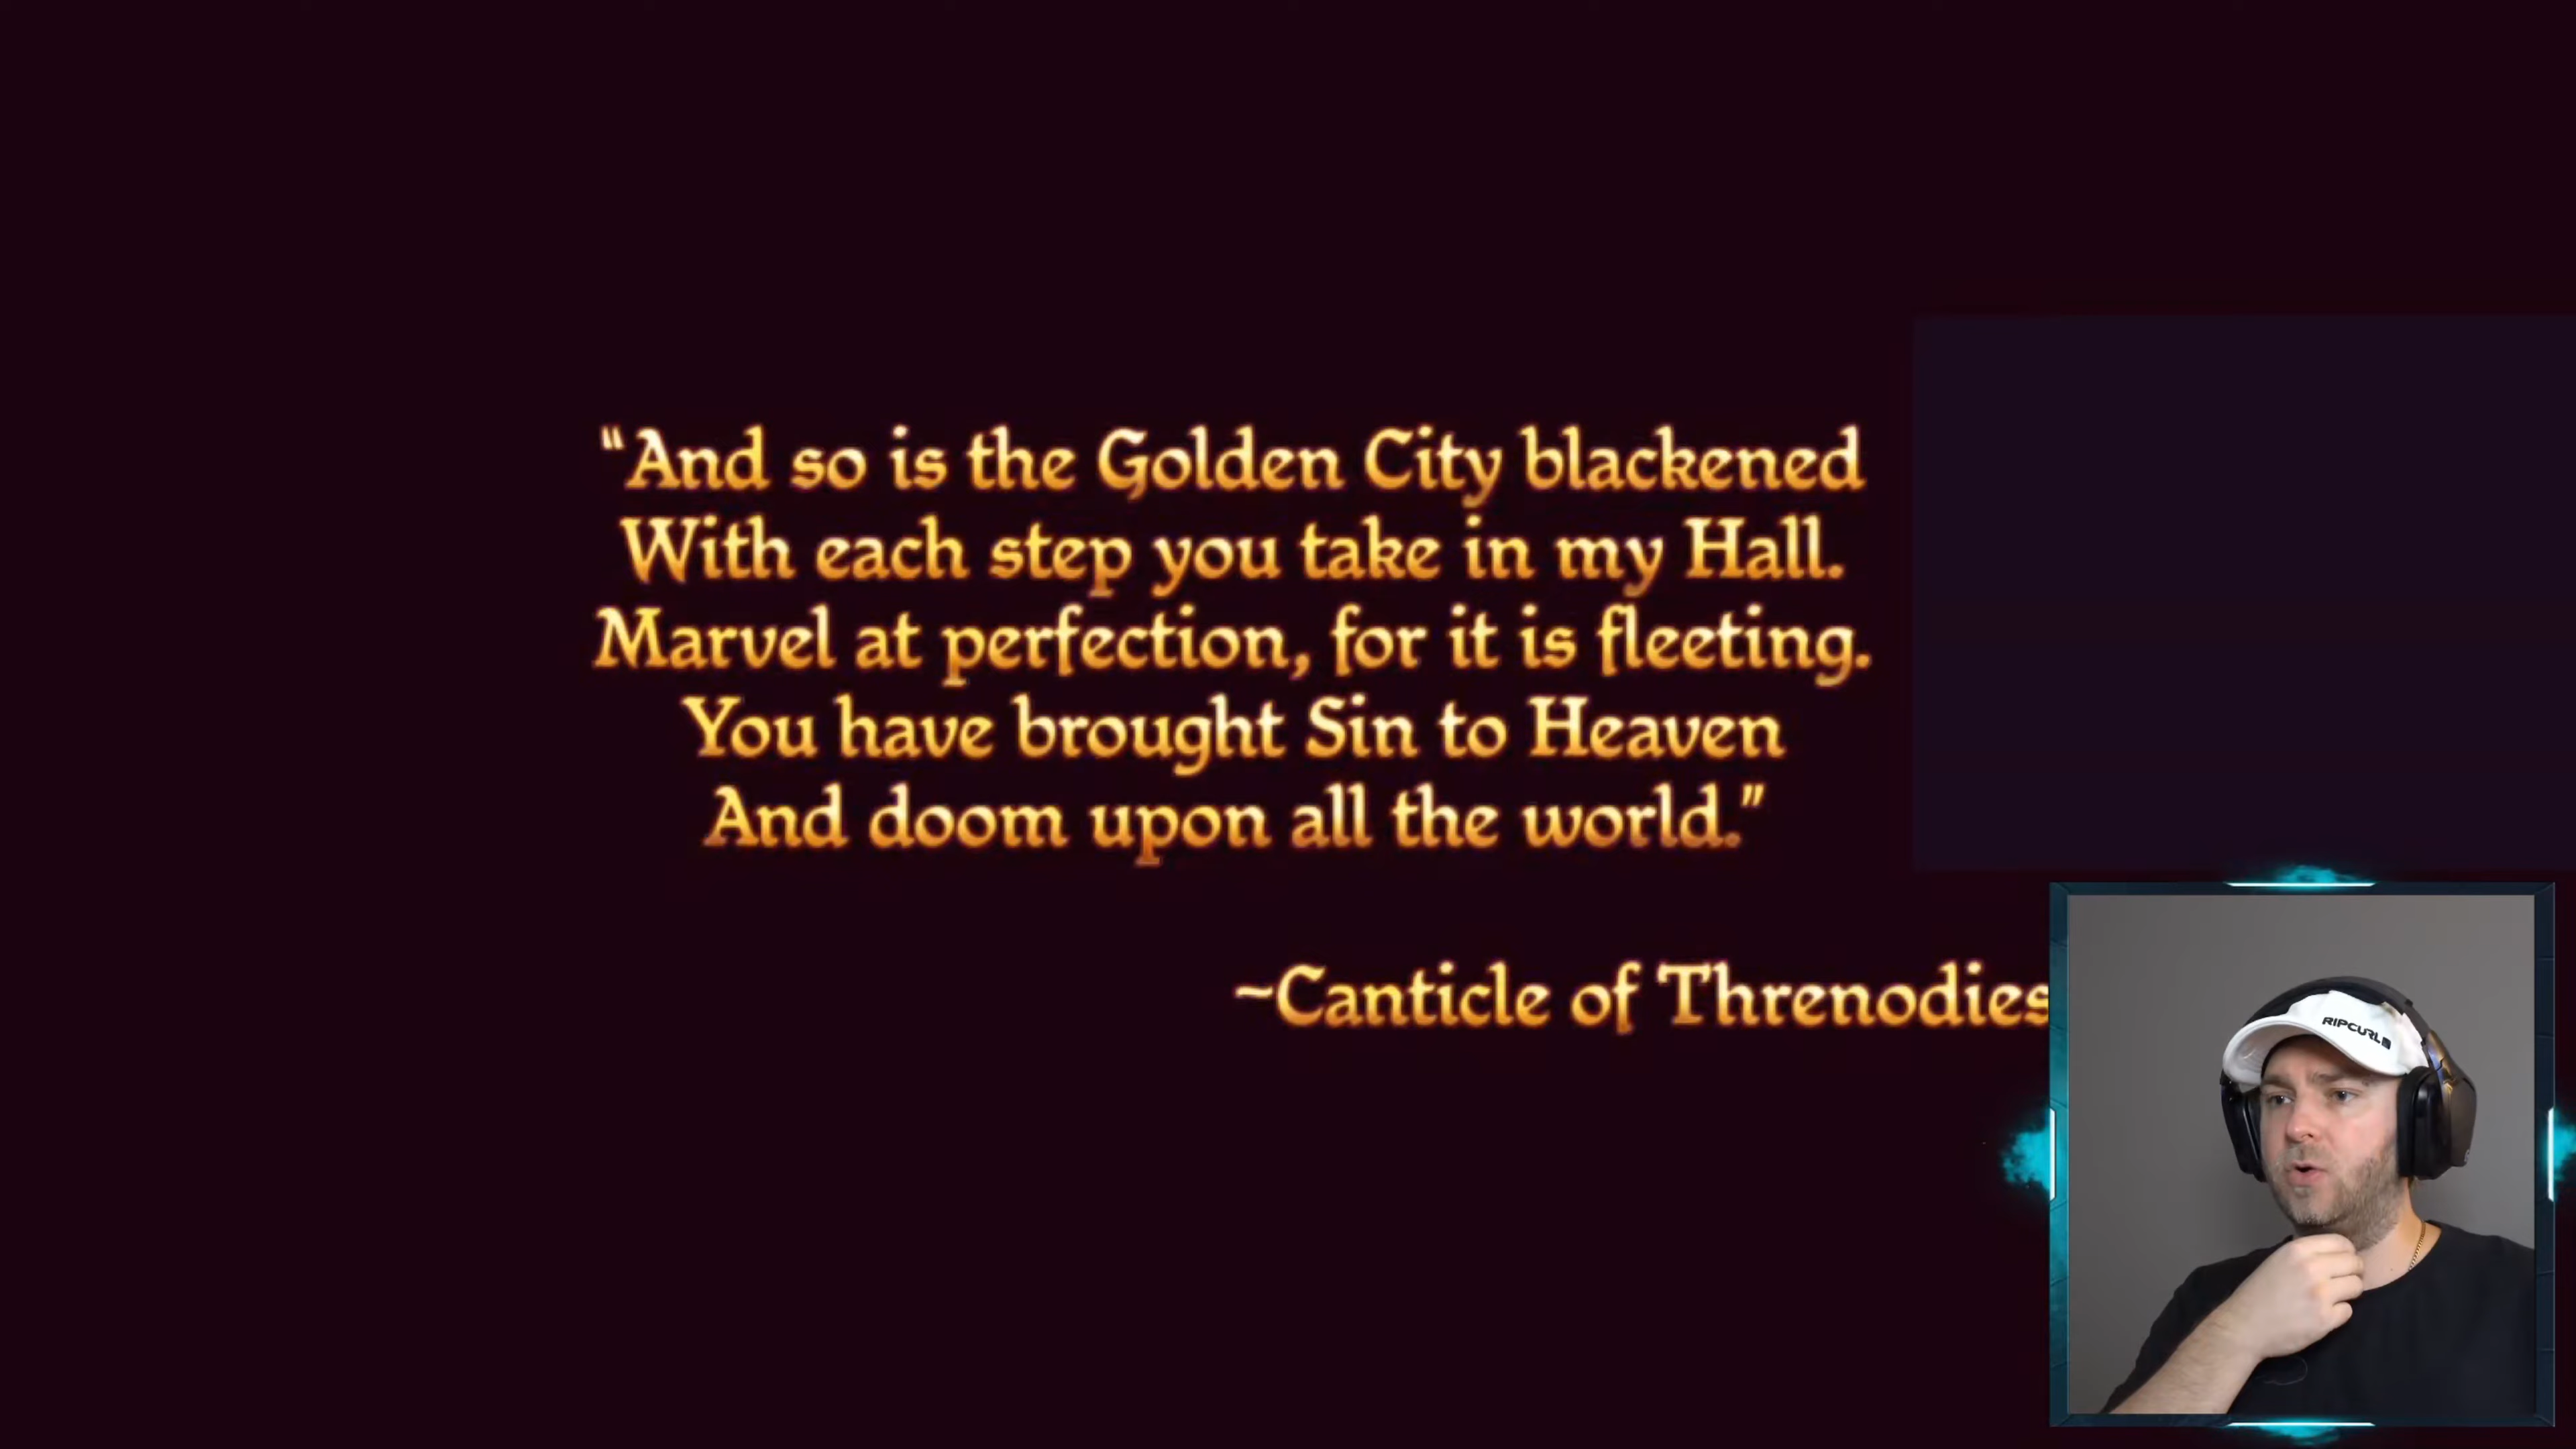 “And so is the Golden City blackened
With each step you take in my Hall.
Marvel at perfection, for it is fleeting.
You have brought Sin to Heaven
And doom upon all the world.”
~Canticle of Threnodies
RIPCURL